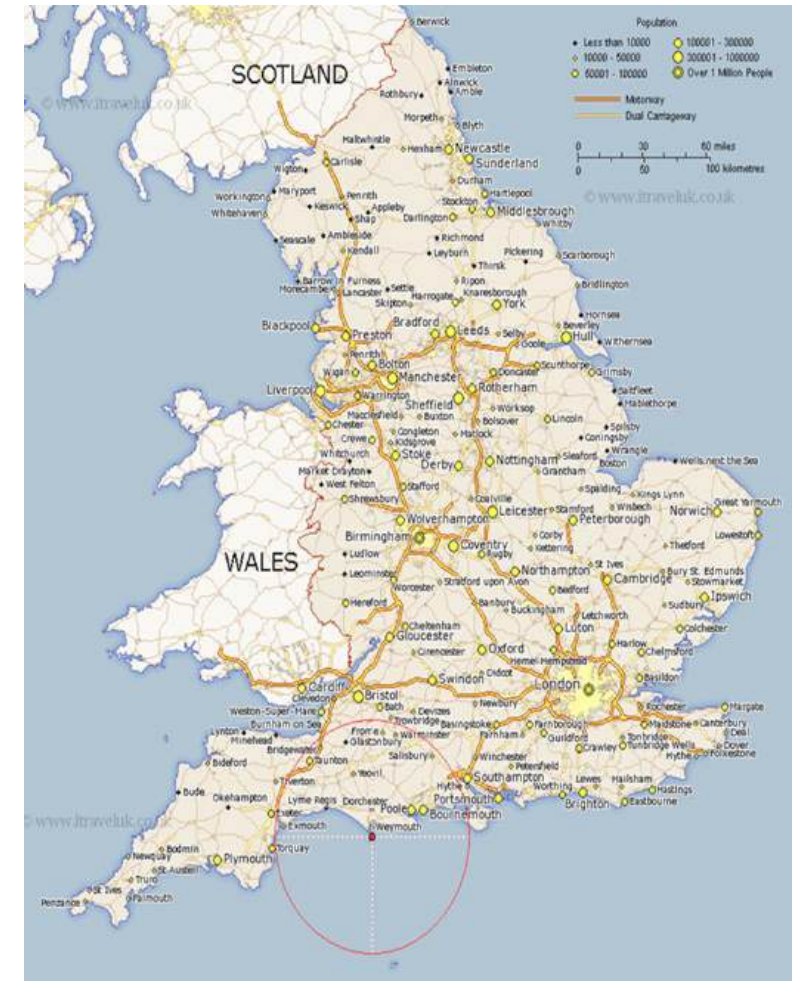 Berwick
Population
Less than 10000
100001 - 300000
10000 - 50000
300001 - 1000000
Over 1 Million People
Motorway
Dual Carriageway
0 30 60 miles
0 50 100 kilometres
© www.itraveluk.co.uk
© www.itraveluk.co.uk
SCOTLAND
Embleton
Alnwick
Amble
Rothbury
Morpeth
Blyth
Haltwhistle
Hexham
Newcastle
Sunderland
Carlisle
Wigton
Durham
Hartlepool
Maryport
Penrith
Workington
Keswick
Appleby
Stockton
Middlesbrough
Whitehaven
Shap
Darlington
Whitby
Ambleside
Richmond
Seascale
Kendall
Leyburn
Pickering
Scarborough
Thirsk
Barrow in Furness
Settle
Ripon
Bridlington
Morecambe
Lancaster
Harrogate
Knaresborough
Skipton
York
Hornsea
Blackpool
Preston
Bradford
Leeds
Selby
Beverley
Hull
Withernsea
Goole
Penrith
Bolton
Wigan
Manchester
Doncaster
Scunthorpe
Grimsby
Liverpool
Warrington
Rotherham
Saltfleet
Sheffield
Mablethorpe
Macclesfield
Buxton
Worksop
Chester
Bolsover
Lincoln
Congleton
Spilsby
Crewe
Kidsgrove
Matlock
Coningsby
Whitchurch
Stoke
Wrangle
Sleaford
Boston
Market Drayton
Derby
Nottingham
Grantham
Wells next the Sea
West Felton
Stafford
Spalding
Kings Lynn
Shrewsbury
Coalville
Wisbech
Great Yarmouth
Wolverhampton
Leicester
Stamford
Norwich
Peterborough
Birmingham
Corby
Lowestoft
Ludlow
Coventry
Rugby
Kettering
Thetford
WALES
Leominster
Northampton
St Ives
Bury St. Edmunds
Worcester
Stratford upon Avon
Cambridge
Stowmarket
Hereford
Bedford
Ipswich
Banbury
Buckingham
Letchworth
Sudbury
Cheltenham
Gloucester
Luton
Colchester
Cirencester
Oxford
Harlow
Chelmsford
Hemel Hempstead
Swindon
Didcot
London
Basildon
Cardiff
Clevedon
Bristol
Newbury
Weston-Super-Mare
Bath
Devizes
Rochester
Margate
Trowbridge
Basingstoke
Farnborough
Maidstone
Canterbury
Burnham on Sea
Lynton
Frome
Warminster
Farnham
Guildford
Tonbridge
Deal
Minehead
Glastonbury
Crawley
Tunbridge Wells
Dover
Bridgewater
Salisbury
Winchester
Hythe
Folkestone
Bideford
Taunton
Petersfield
Yeovil
Southampton
Lewes
Hailsham
Tiverton
Hythe
Worthing
Hastings
Bude
Okehampton
Lyme Regis
Dorchester
Portsmouth
Brighton
Eastbourne
Exeter
Poole
Bournemouth
© www.itraveluk.co.uk
Exmouth
Weymouth
Bodmin
Torquay
Newquay
Plymouth
St Austell
Truro
St Ives
Penzance
Falmouth